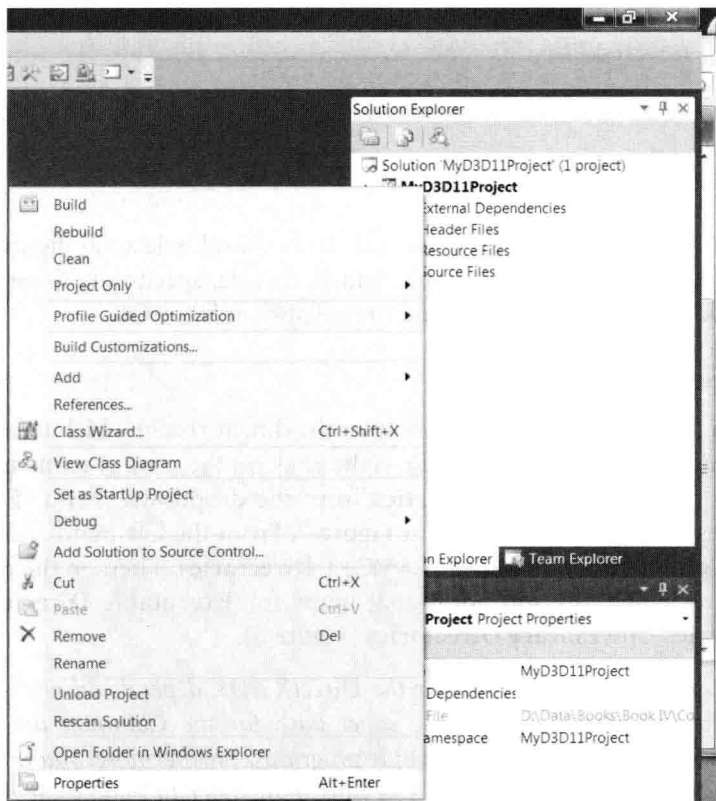 Solution Explorer
Solution 'MyD3D11Project' (1 project)
MyD3D11Project
External Dependencies
Header Files
Resource Files
Source Files
Build
Rebuild
Clean
Project Only
Profile Guided Optimization
Build Customizations...
Add
References...
Class Wizard... Ctrl+Shift+X
View Class Diagram
Set as StartUp Project
Debug
Add Solution to Source Control...
Cut Ctrl+X
Paste Ctrl+V
Remove Del
Rename
Unload Project
Rescan Solution
Open Folder in Windows Explorer
Properties Alt+Enter
Explorer Team Explorer
Project Project Properties
MyD3D11Project
Dependencies
File D:\Data\Books\Book IV\Co
amespace MyD3D11Project